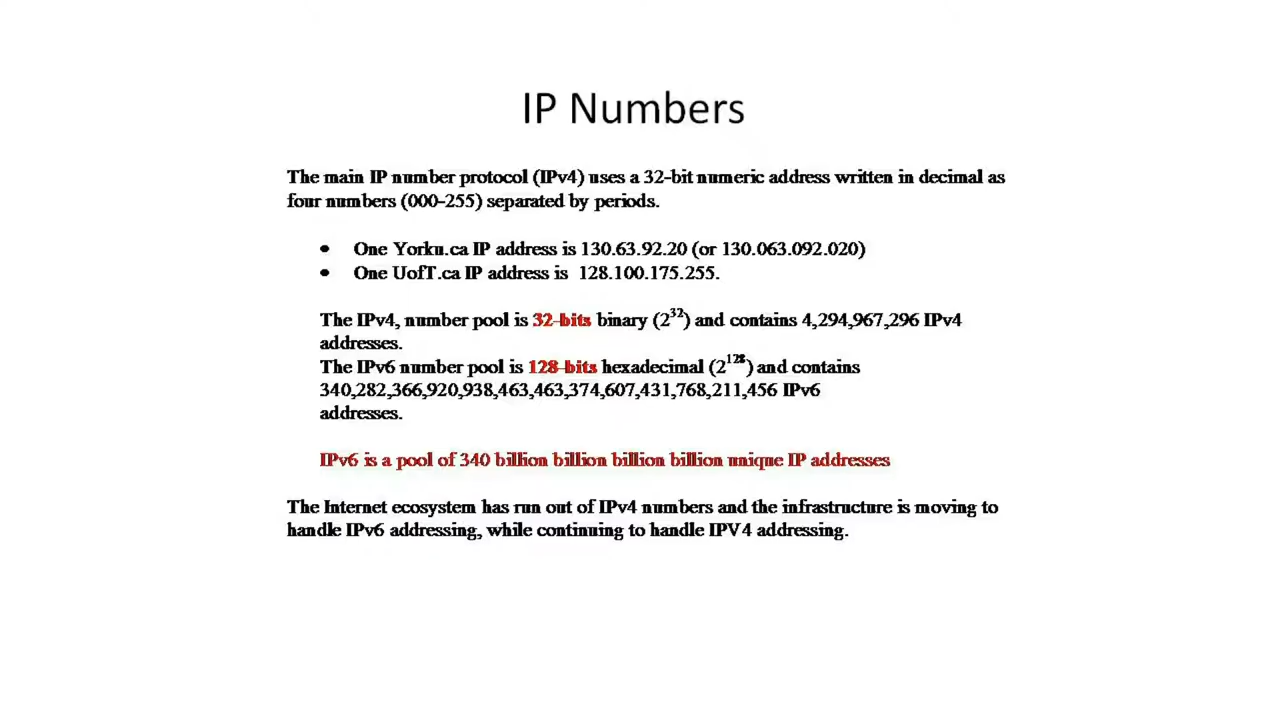 IP Numbers
The main IP number protocol (IPv4) uses a 32-bit numeric address written in decimal as
four numbers (000-255) separated by periods.
• One Yorku.ca IP address is 130.63.92.20 (or 130.063.092.020)
• One UofT.ca IP address is 128.100.175.255.
The IPv4, number pool is 32-bits binary (2^32) and contains 4,294,967,296 IPv4
addresses.
The IPv6 number pool is 128-bits hexadecimal (2^128) and contains
340,282,366,920,938,463,463,374,607,431,768,211,456 IPv6
addresses.
IPv6 is a pool of 340 billion billion billion billion unique IP addresses
The Internet ecosystem has run out of IPv4 numbers and the infrastructure is moving to
handle IPv6 addressing, while continuing to handle IPV4 addressing.